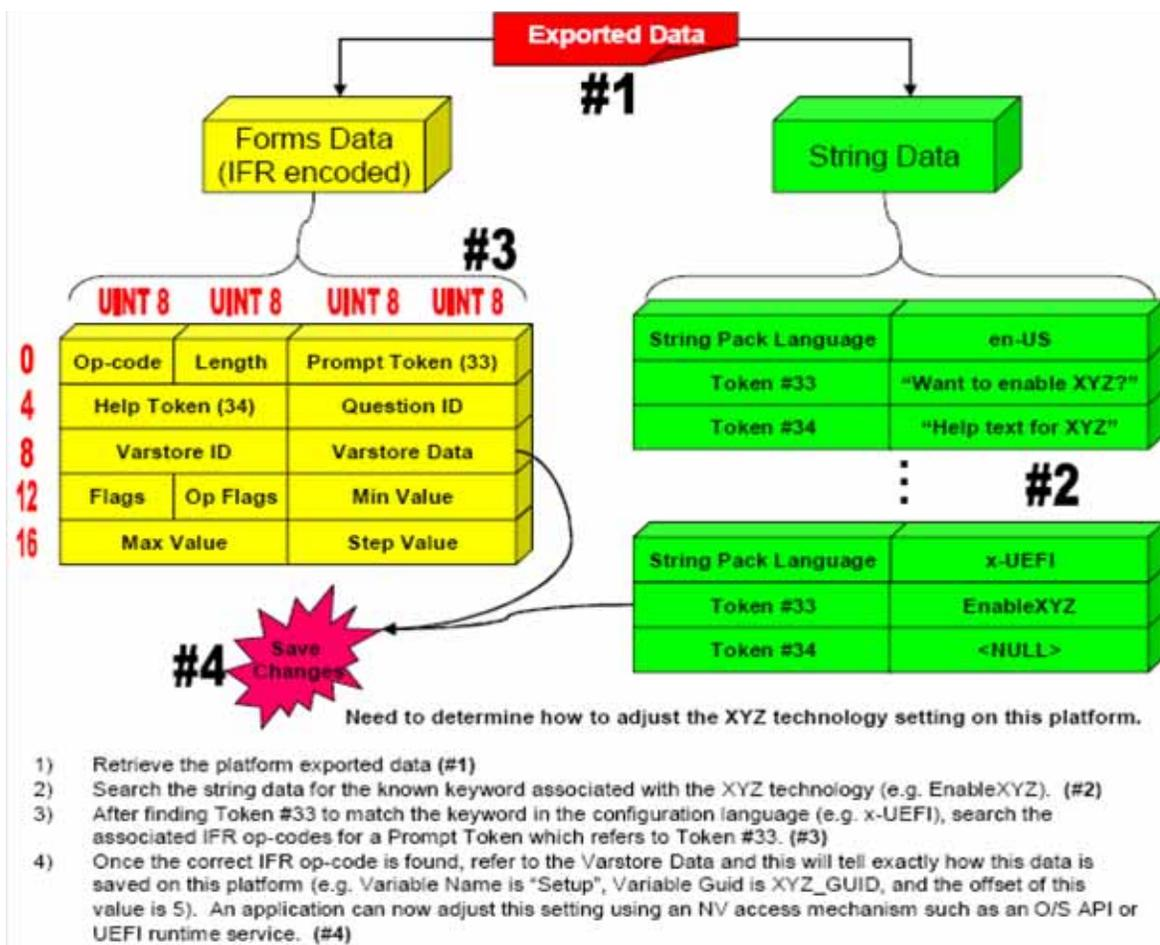 Exported Data
#1
Forms Data
(IFR encoded)
String Data
#3
UINT 8 UINT 8 UINT 8 UINT 8
0 Op-code Length Prompt Token (33)
4 Help Token (34) Question ID
8 Varstore ID Varstore Data
12 Flags Op Flags Min Value
16 Max Value Step Value
String Pack Language en-US
Token #33 “Want to enable XYZ?”
Token #34 “Help text for XYZ”
#2
String Pack Language x-UEFI
Token #33 EnableXYZ
Token #34 <NULL>
#4
Save
Changes
Need to determine how to adjust the XYZ technology setting on this platform.
1) Retrieve the platform exported data (#1)
2) Search the string data for the known keyword associated with the XYZ technology (e.g. EnableXYZ). (#2)
3) After finding Token #33 to match the keyword in the configuration language (e.g. x-UEFI), search the
associated IFR op-codes for a Prompt Token which refers to Token #33. (#3)
4) Once the correct IFR op-code is found, refer to the Varstore Data and this will tell exactly how this data is
saved on this platform (e.g. Variable Name is “Setup”, Variable Guid is XYZ_GUID, and the offset of this
value is 5). An application can now adjust this setting using an NV access mechanism such as an O/S API or
UEFI runtime service. (#4)